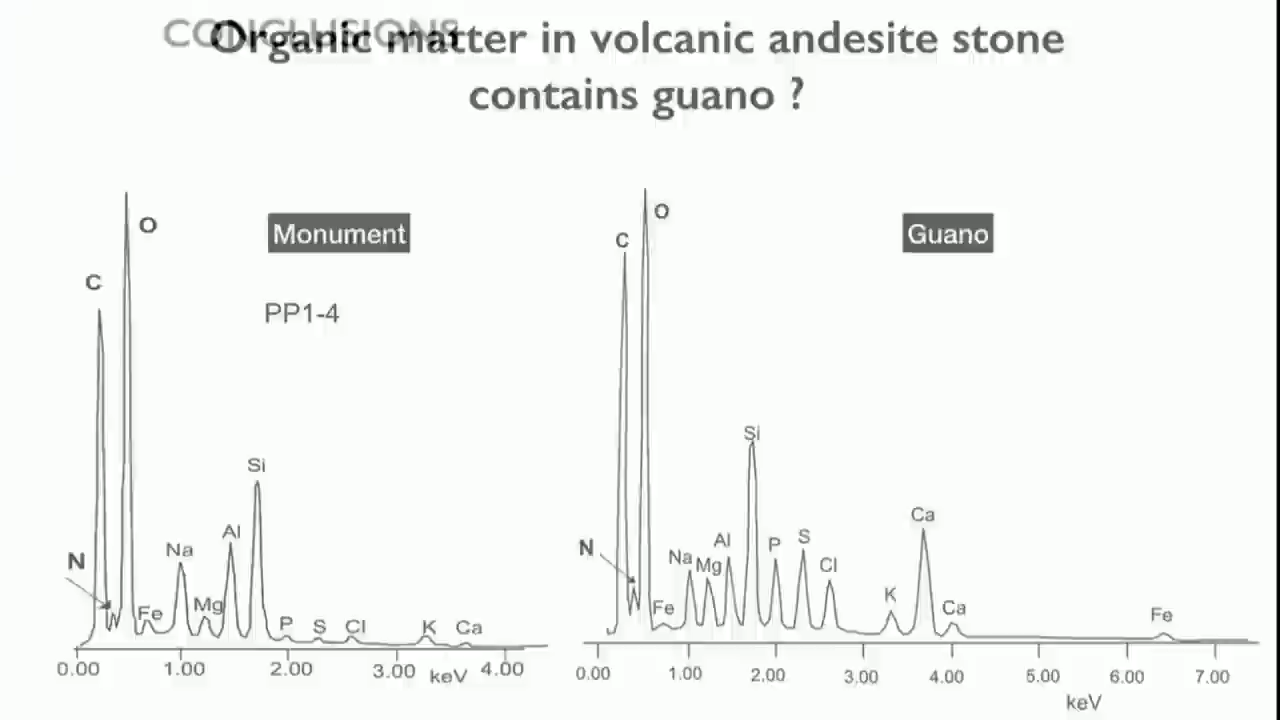 CONCLUSIONS
Organic matter in volcanic andesite stone
contains guano ?
Monument
PP1-4
C
O
N
Fe
Na
Mg
Al
Si
P
S
Cl
K
Ca
0.00
1.00
2.00
3.00
keV
4.00
Guano
C
O
N
Fe
Na
Mg
Al
Si
P
S
Cl
K
Ca
Ca
Fe
0.00
1.00
2.00
3.00
4.00
5.00
6.00
7.00
keV